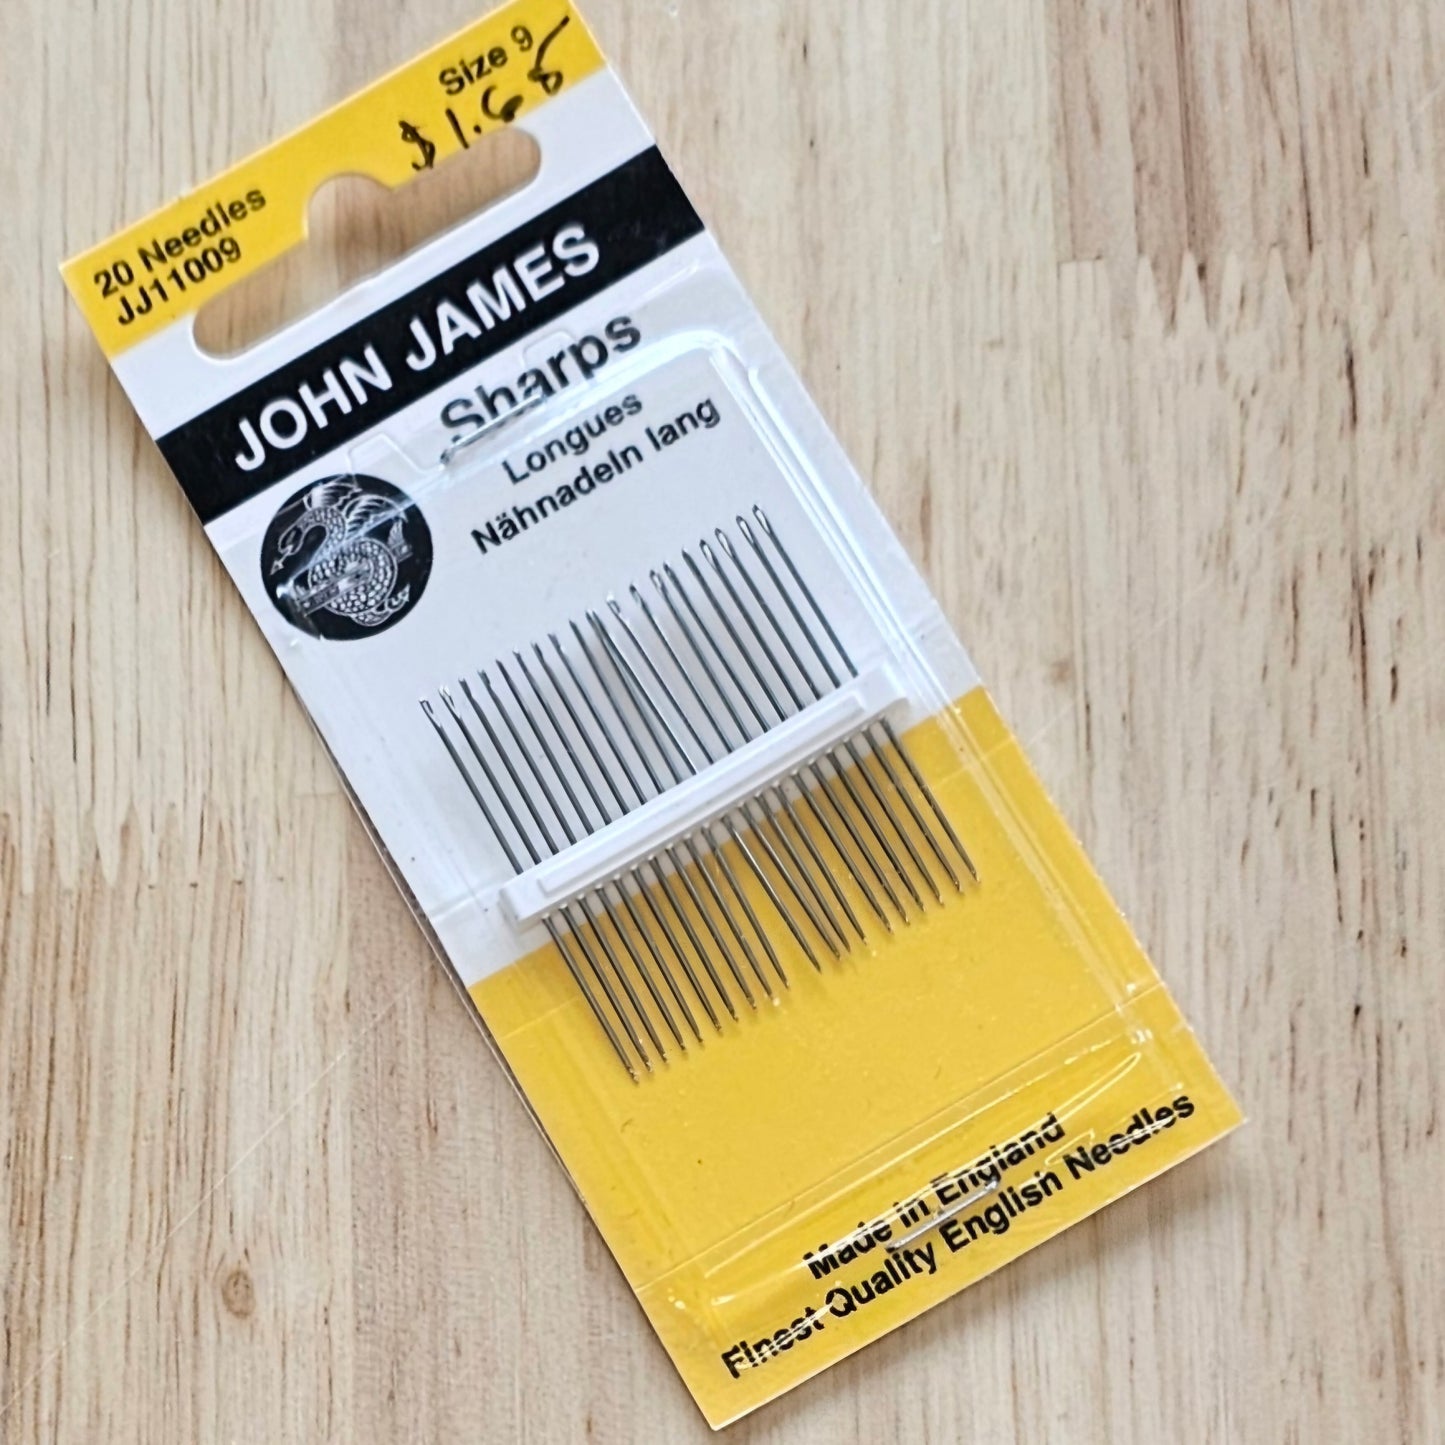 Size 9
$1.68
20 Needles
JJ11009
JOHN JAMES
Sharps
Longues
Nähnadeln lang
Made in England
Finest Quality English Needles